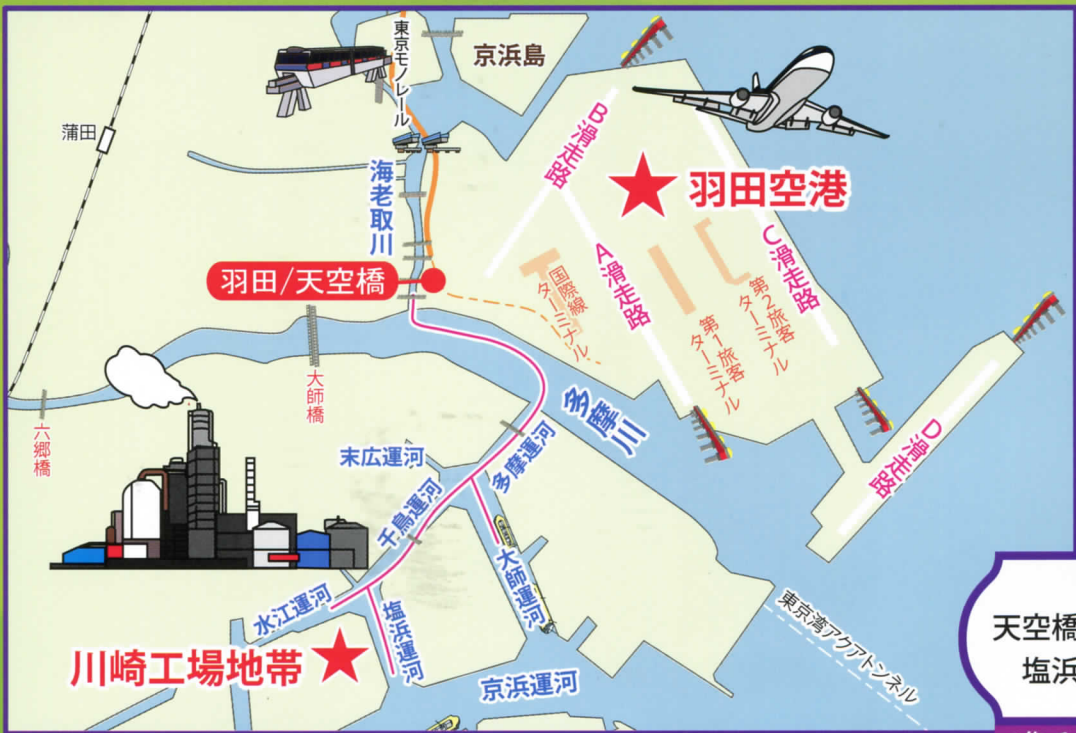 京浜島
東京モノレール
蒲田
B滑走路
羽田空港
海老取川
C滑走路
A滑走路
国際線
ターミナル
第2旅客
ターミナル
第1旅客
ターミナル
羽田/天空橋
大師橋
六郷橋
多摩川
D滑走路
末広運河
多摩運河
千鳥運河
大師運河
水江運河
塩浜運河
川崎工場地帯
京浜運河
東京湾アクアトンネル
天空橋
塩浜